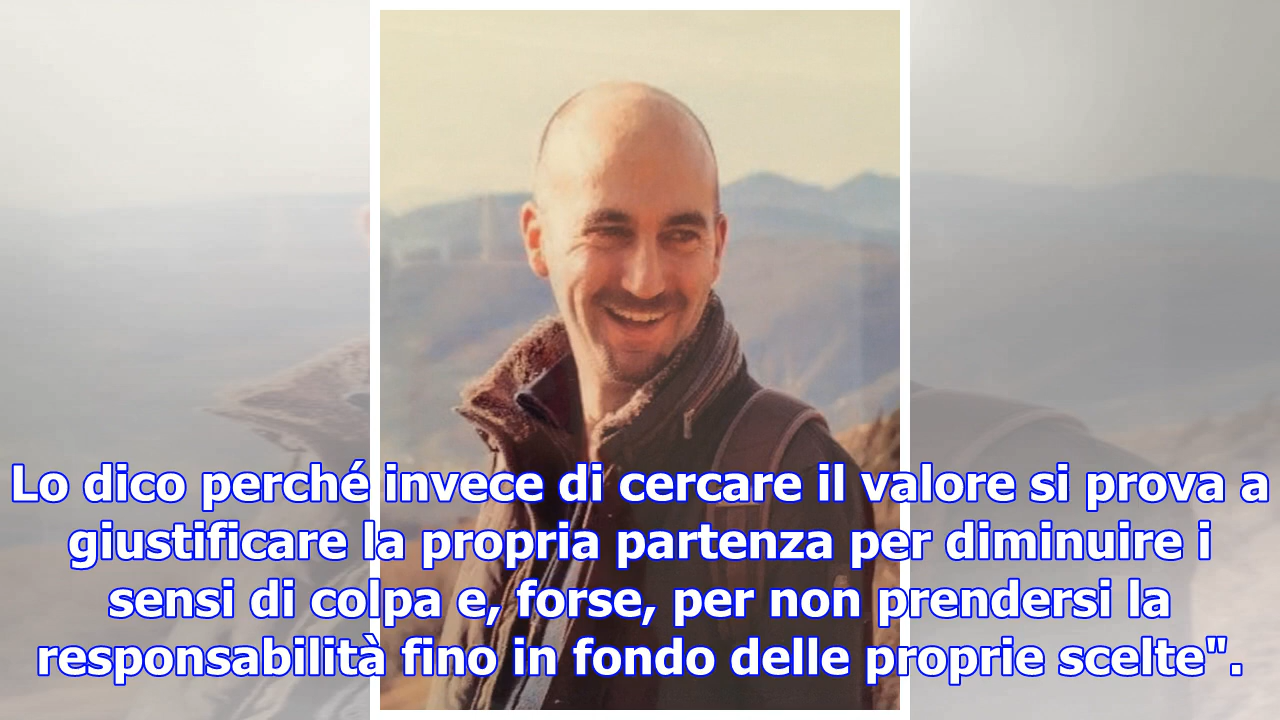 Lo dico perché invece di cercare il valore si prova a
giustificare la propria partenza per diminuire i
sensi di colpa e, forse, per non prendersi la
responsabilità fino in fondo delle proprie scelte".